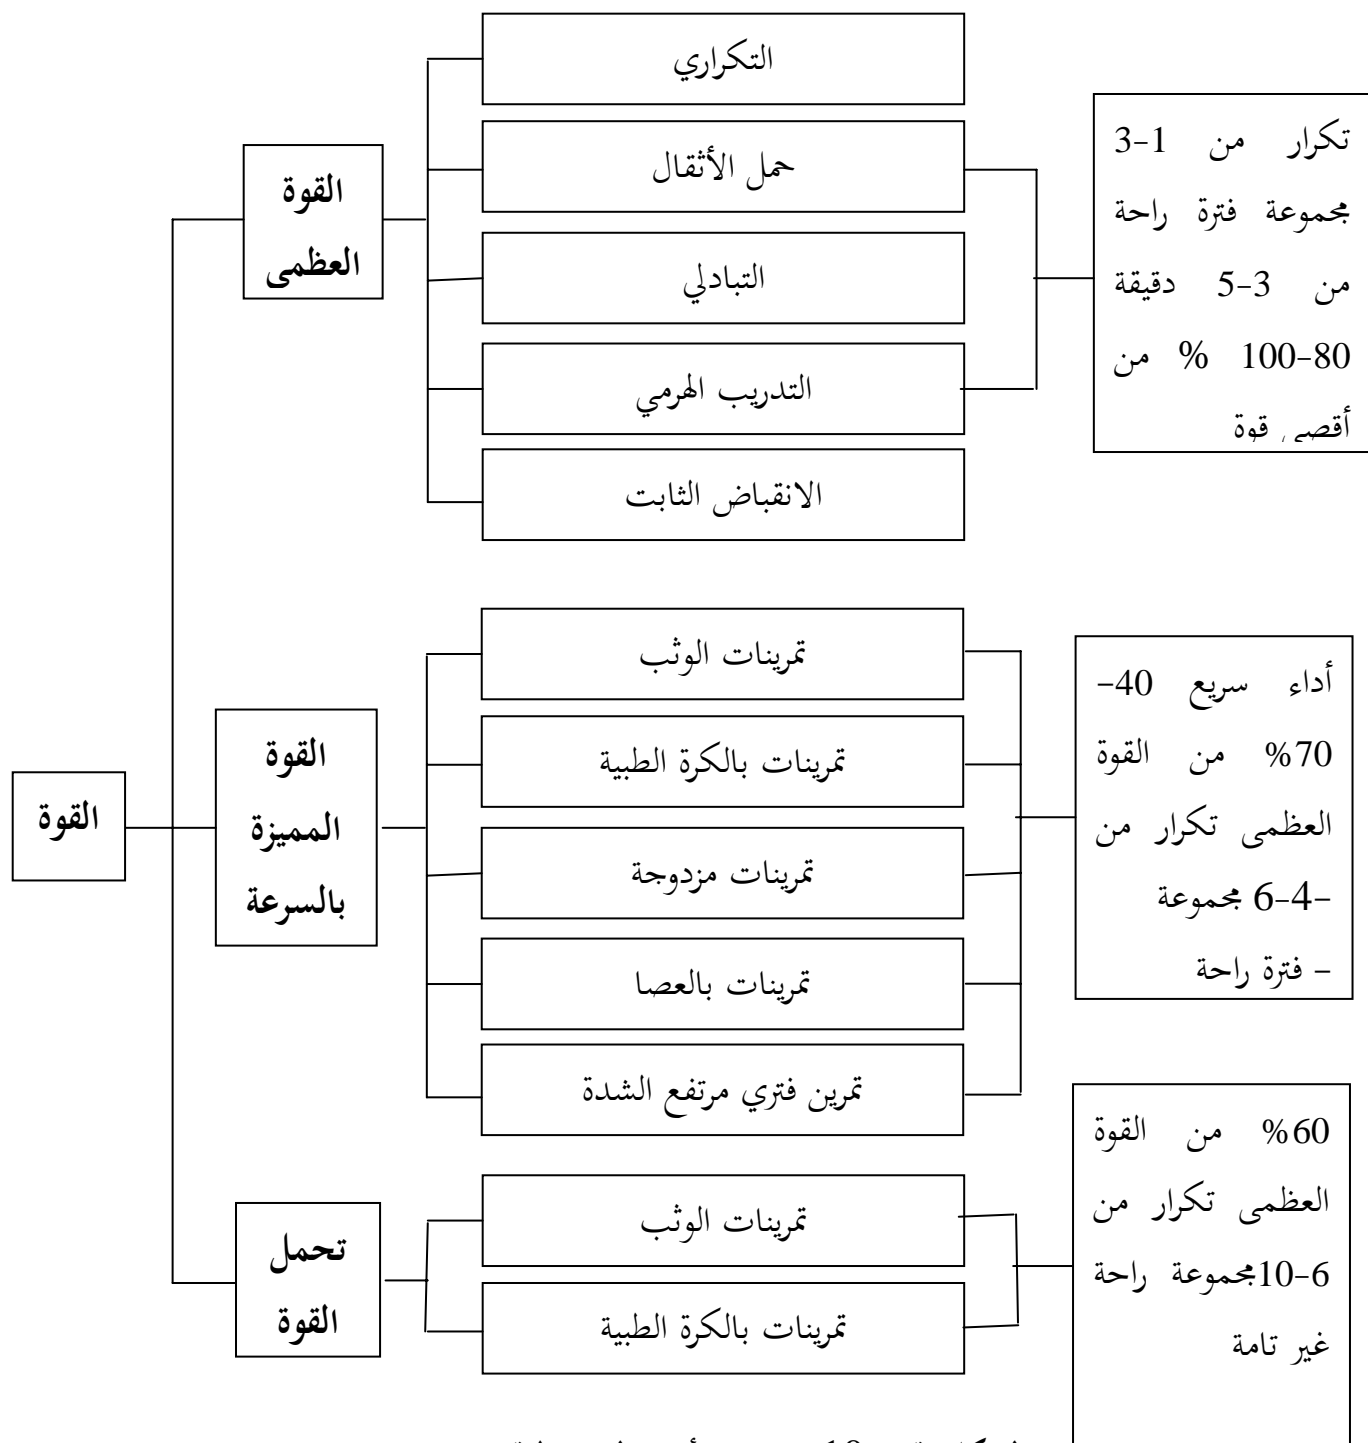 القوة
القوة
العظمى
التكراري
حمل الأثقال
التبادلي
التدريب الهرمي
الانقباض الثابت
تكرار من 1-3
مجموعة فترة راحة
من 3-5 دقيقة
80-100 % من
أقصى قوة
القوة
المميزة
بالسرعة
تمرينات الوثب
تمرينات بالكرة الطبية
تمرينات مزدوجة
تمرينات بالعصا
تمرين فتري مرتفع الشدة
أداء سريع 40-
70% من القوة
العظمى تكرار من
-4-6 مجموعة
- فترة راحة
تحمل
القوة
تمرينات الوثب
تمرينات بالكرة الطبية
60% من القوة
العظمى تكرار من
6-10مجموعة راحة
غير تامة